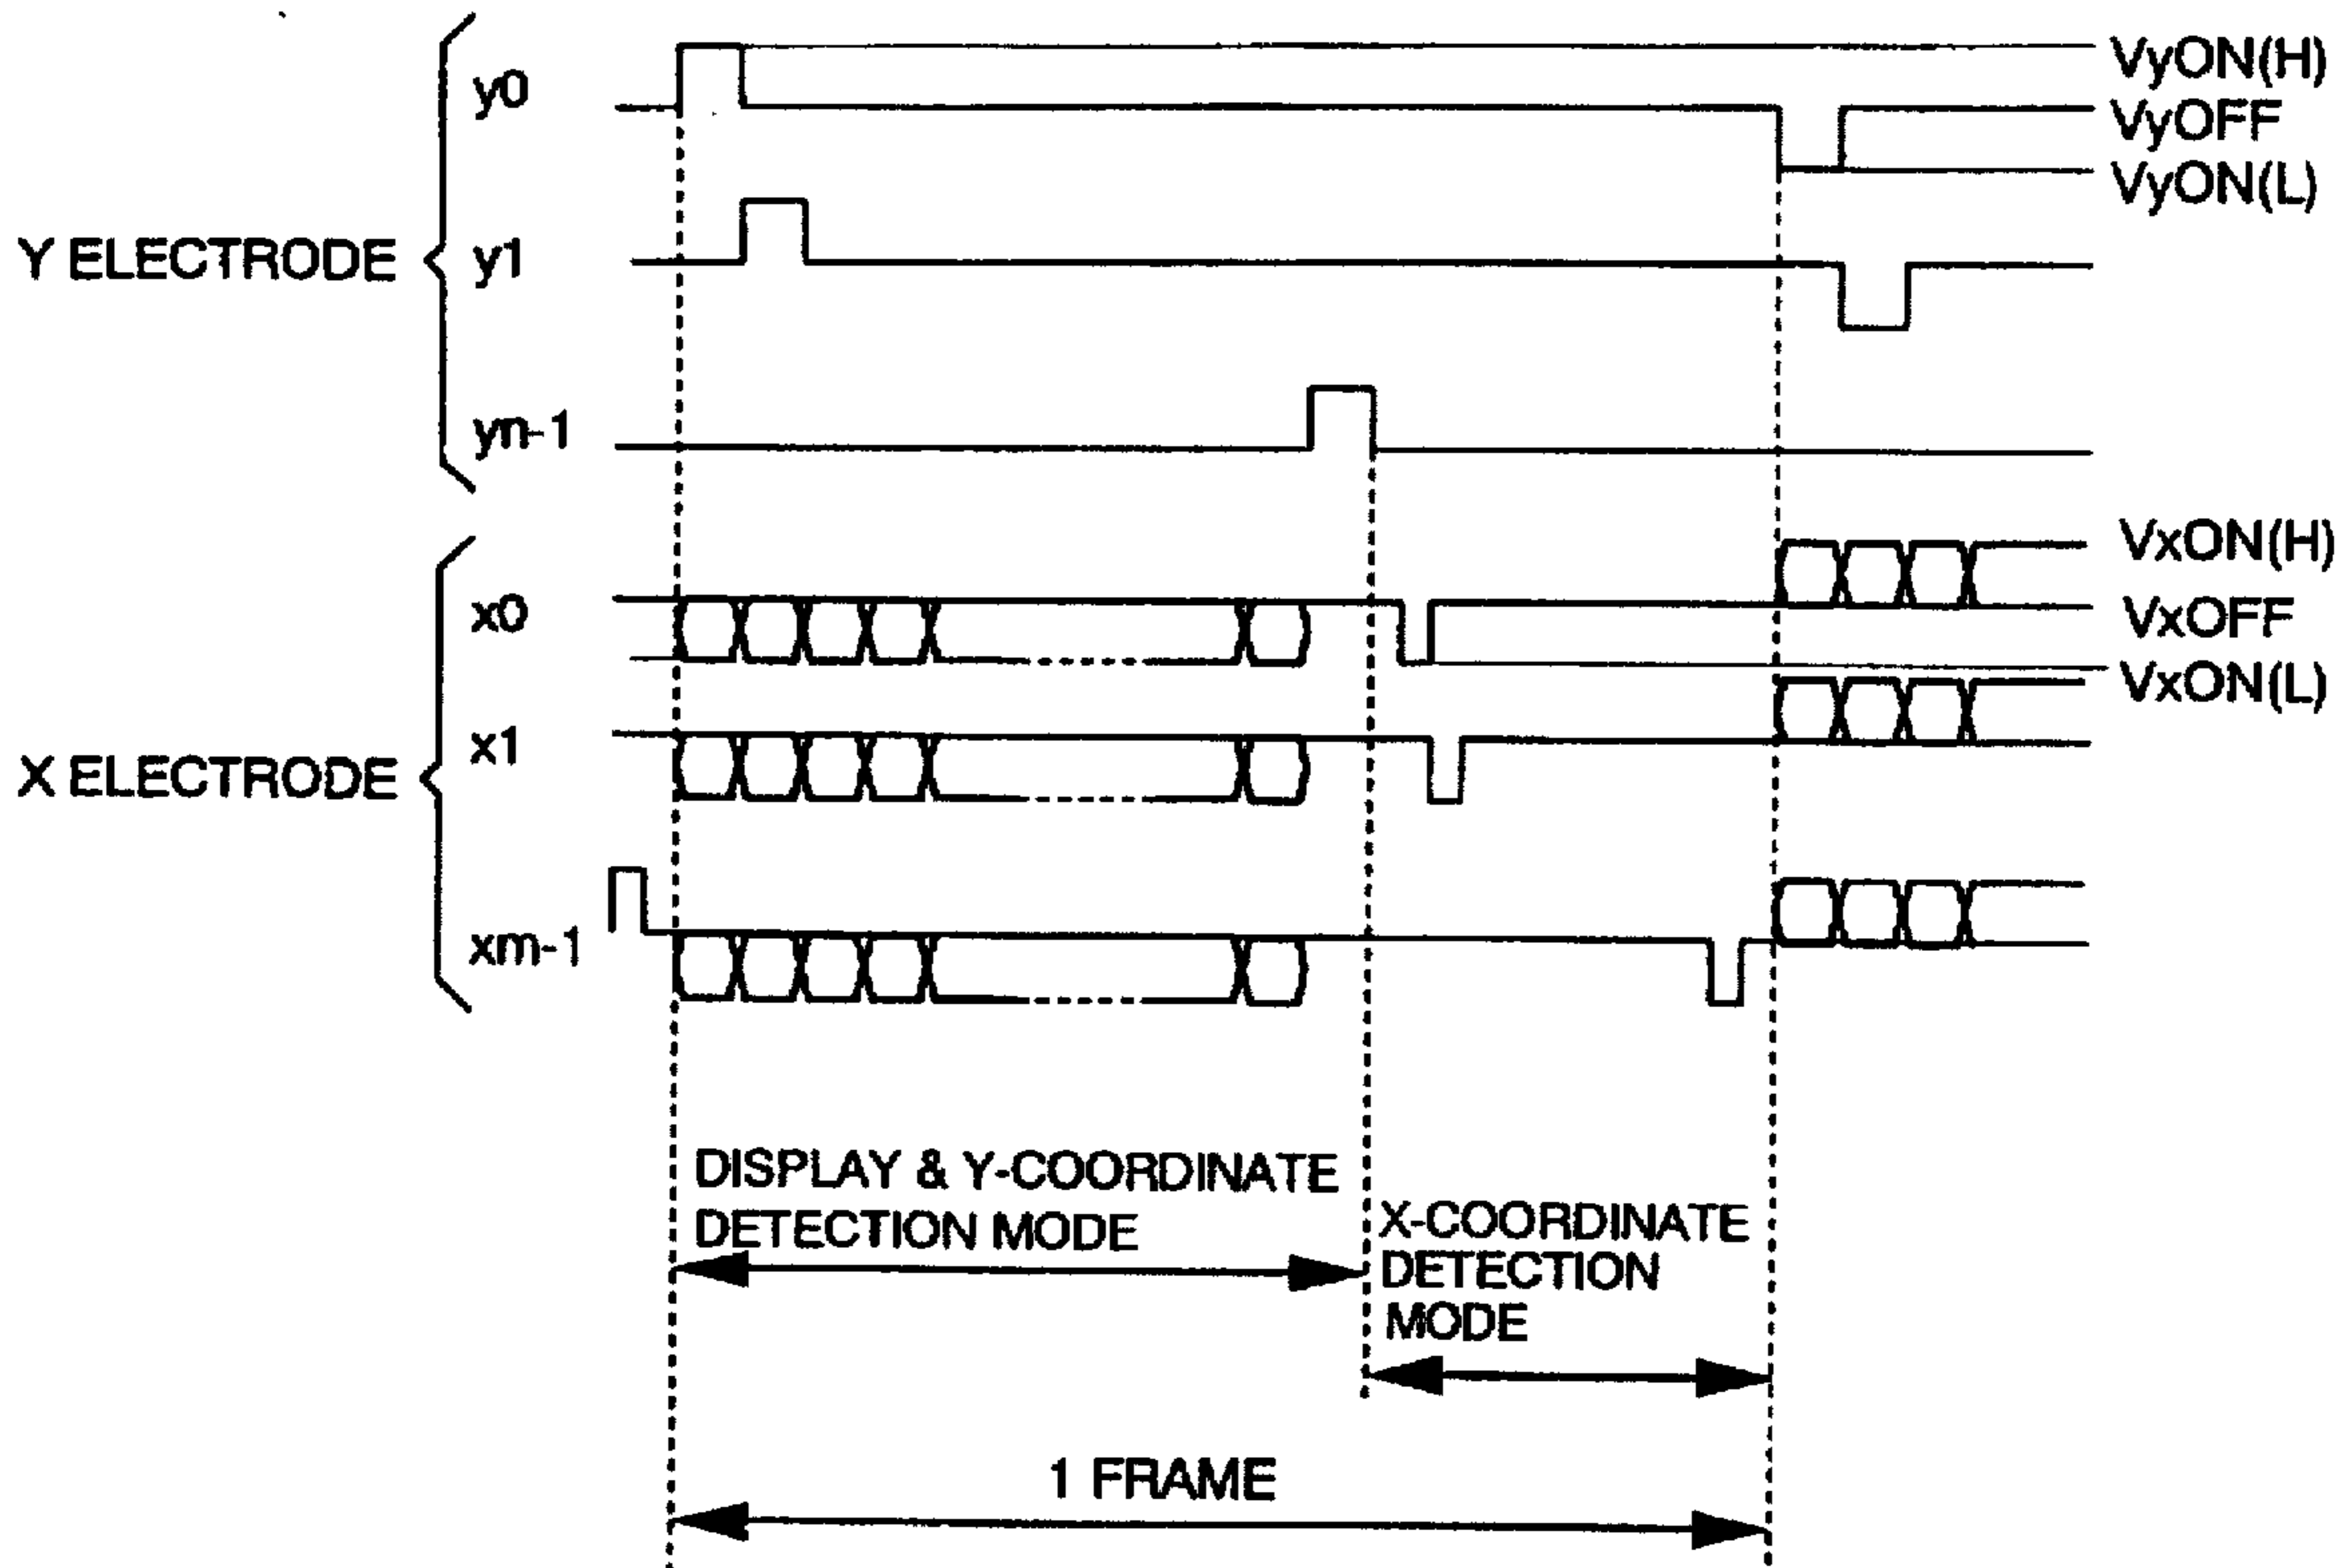 y0
VyON(H)
VyOFF
VyON(L)
Y ELECTRODE
y1
yn-1
x0
VxON(H)
VxOFF
VxON(L)
X ELECTRODE
x1
xm-1
DISPLAY & Y-COORDINATE
DETECTION MODE
X-COORDINATE
DETECTION
MODE
1 FRAME